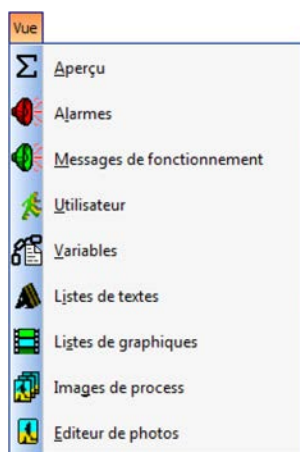 Vue
Aperçu
Alarmes
Messages de fonctionnement
Utilisateur
Variables
Listes de textes
Listes de graphiques
Images de process
Editeur de photos